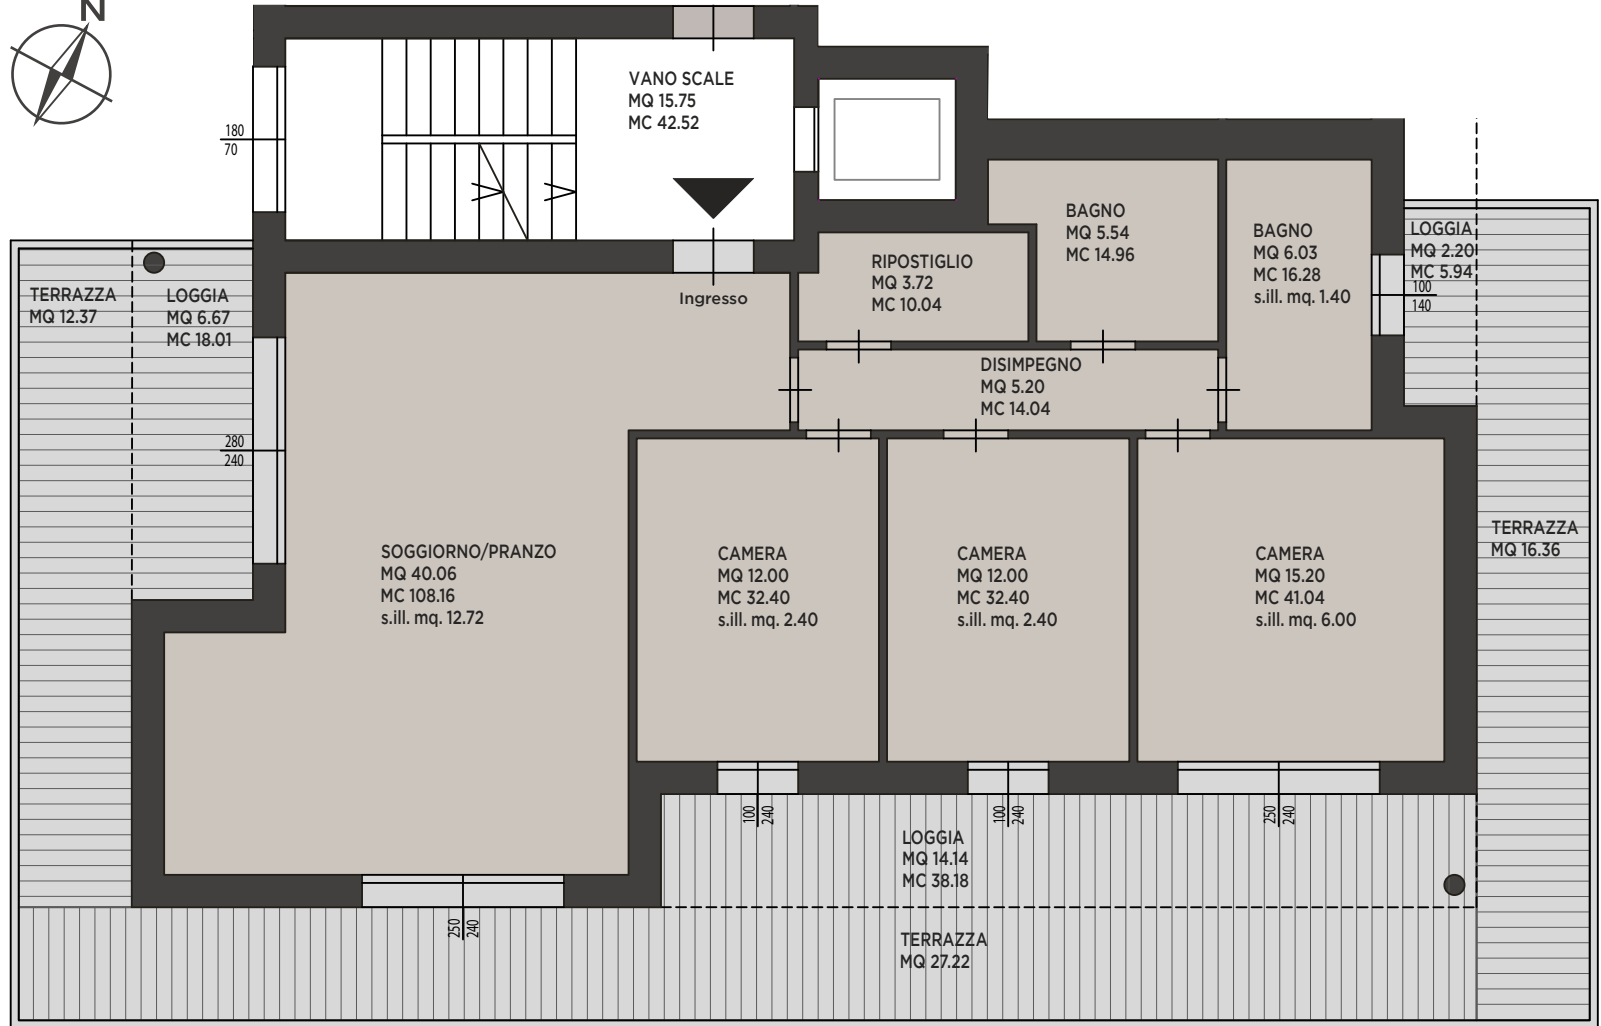 N
VANO SCALE
MQ 15.75
MC 42.52
180
70
BAGNO
MQ 5.54
MC 14.96
BAGNO
MQ 6.03
MC 16.28
s.ill. mq. 1.40
LOGGIA
MQ 2.20
MC 5.94
100
140
RIPOSTIGLIO
MQ 3.72
MC 10.04
Ingresso
TERRAZZA
MQ 12.37
LOGGIA
MQ 6.67
MC 18.01
DISIMPEGNO
MQ 5.20
MC 14.04
280
240
SOGGIORNO/PRANZO
MQ 40.06
MC 108.16
s.ill. mq. 12.72
CAMERA
MQ 12.00
MC 32.40
s.ill. mq. 2.40
CAMERA
MQ 12.00
MC 32.40
s.ill. mq. 2.40
CAMERA
MQ 15.20
MC 41.04
s.ill. mq. 6.00
TERRAZZA
MQ 16.36
100
240
100
240
250
240
LOGGIA
MQ 14.14
MC 38.18
250
240
TERRAZZA
MQ 27.22